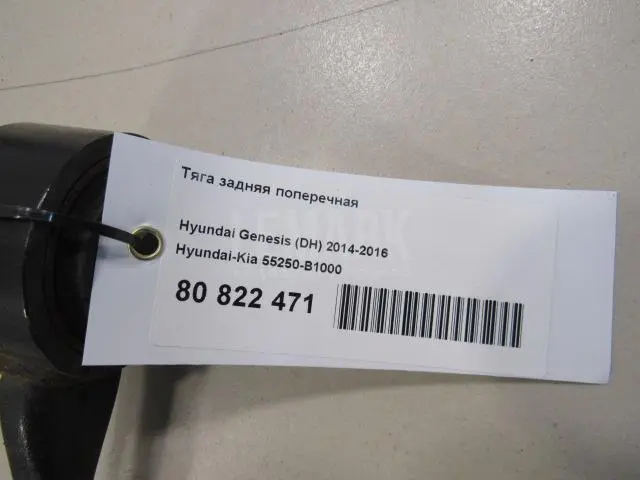 Тяга задняя поперечная
Hyundai Genesis (DH) 2014-2016
Hyundai-Kia 55250-B1000
80 822 471